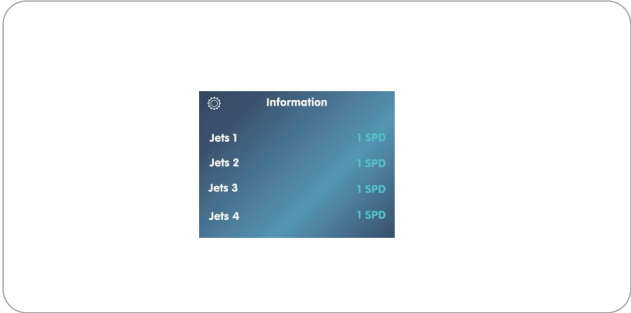 Information
Jets 1 1 SPD
Jets 2 1 SPD
Jets 3 1 SPD
Jets 4 1 SPD